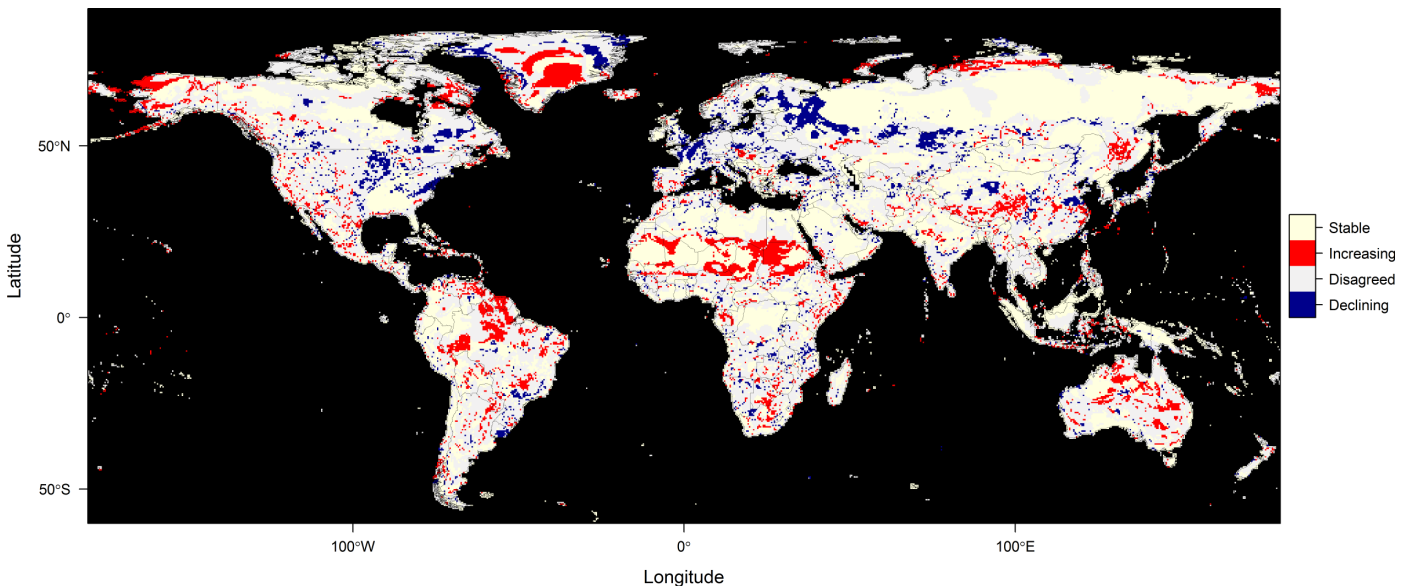 Latitude
50°N
0°
50°S
100°W
0°
100°E
Longitude
Stable
Increasing
Disagreed
Declining